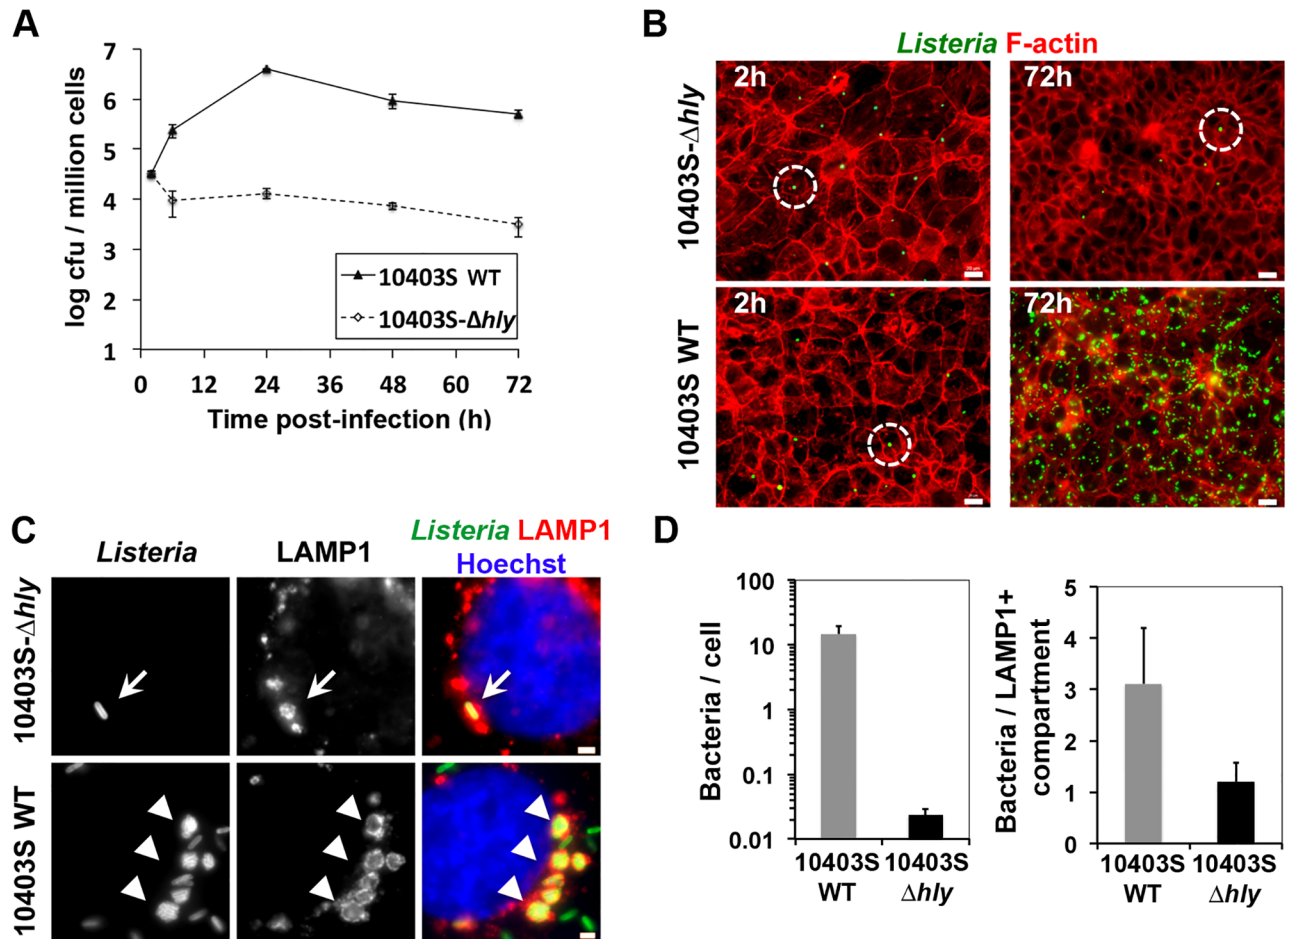 A
7
6
5
4
3
2
1
log cfu / million cells
10403S WT
10403S-Δhly
0 12 24 36 48 60 72
Time post-infection (h)
B
Listeria F-actin
10403S-Δhly
2h
72h
10403S WT
2h
72h
C
Listeria
LAMP1
Listeria LAMP1
Hoechst
10403S-Δhly
10403S WT
D
100
10
1
0.1
0.01
Bacteria / cell
10403S 10403S
WT Δhly
5
4
3
2
1
0
Bacteria / LAMP1+
compartment
10403S 10403S
WT Δhly